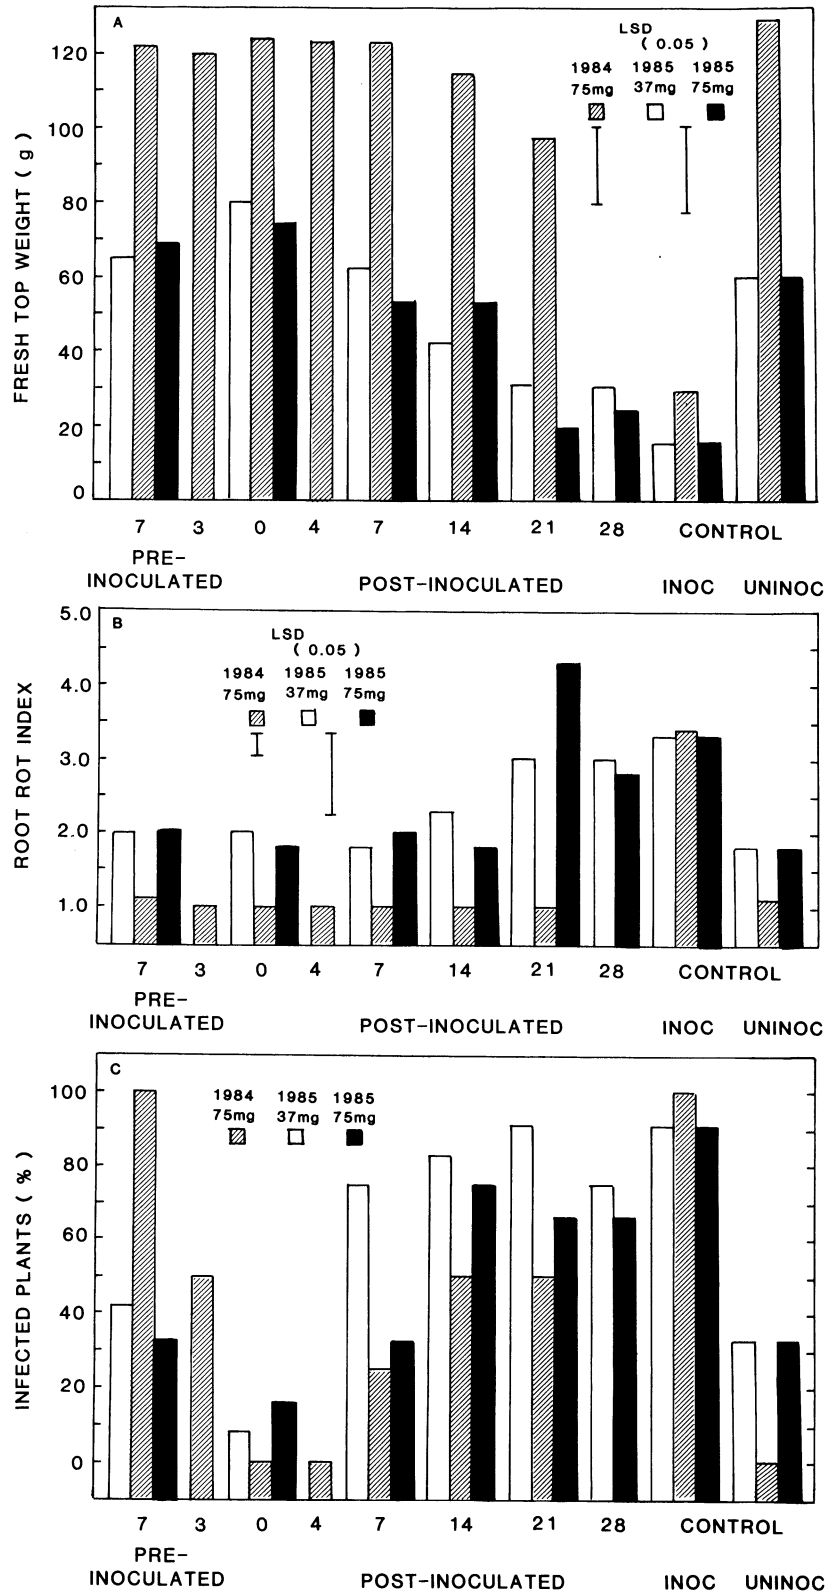 A
LSD
( 0.05 )
1984 1985 1985
75mg 37mg 75mg
FRESH TOP WEIGHT ( g )
120
100
80
60
40
20
0
7 3 0 4 7 14 21 28 CONTROL
PRE-
INOCULATED POST-INOCULATED INOC UNINOC
B
LSD
( 0.05 )
1984 1985 1985
75mg 37mg 75mg
ROOT ROT INDEX
5.0
4.0
3.0
2.0
1.0
7 3 0 4 7 14 21 28 CONTROL
PRE-
INOCULATED POST-INOCULATED INOC UNINOC
C
1984 1985 1985
75mg 37mg 75mg
INFECTED PLANTS ( % )
100
80
60
40
20
0
7 3 0 4 7 14 21 28 CONTROL
PRE-
INOCULATED POST-INOCULATED INOC UNINOC